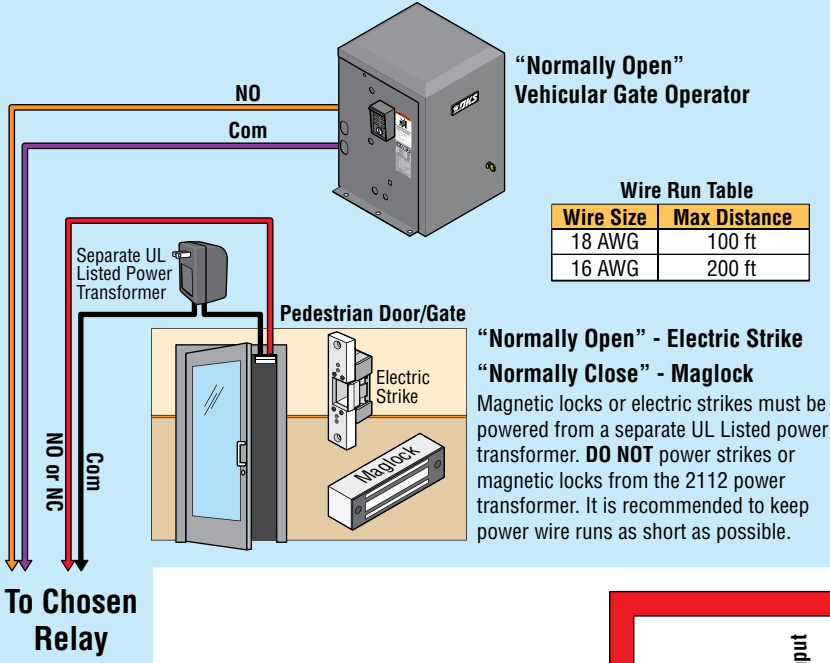 "Normally Open"
Vehicular Gate Operator
NO
Com
DKS
Wire Run Table
Wire Size Max Distance
18 AWG 100 ft
16 AWG 200 ft
Separate UL
Listed Power
Transformer
Pedestrian Door/Gate
Electric
Strike
Maglock
"Normally Open" - Electric Strike
"Normally Close" - Maglock
Magnetic locks or electric strikes must be
powered from a separate UL Listed power
transformer. DO NOT power strikes or
magnetic locks from the 2112 power
transformer. It is recommended to keep
power wire runs as short as possible.
NO or NC
Com
To Chosen
Relay